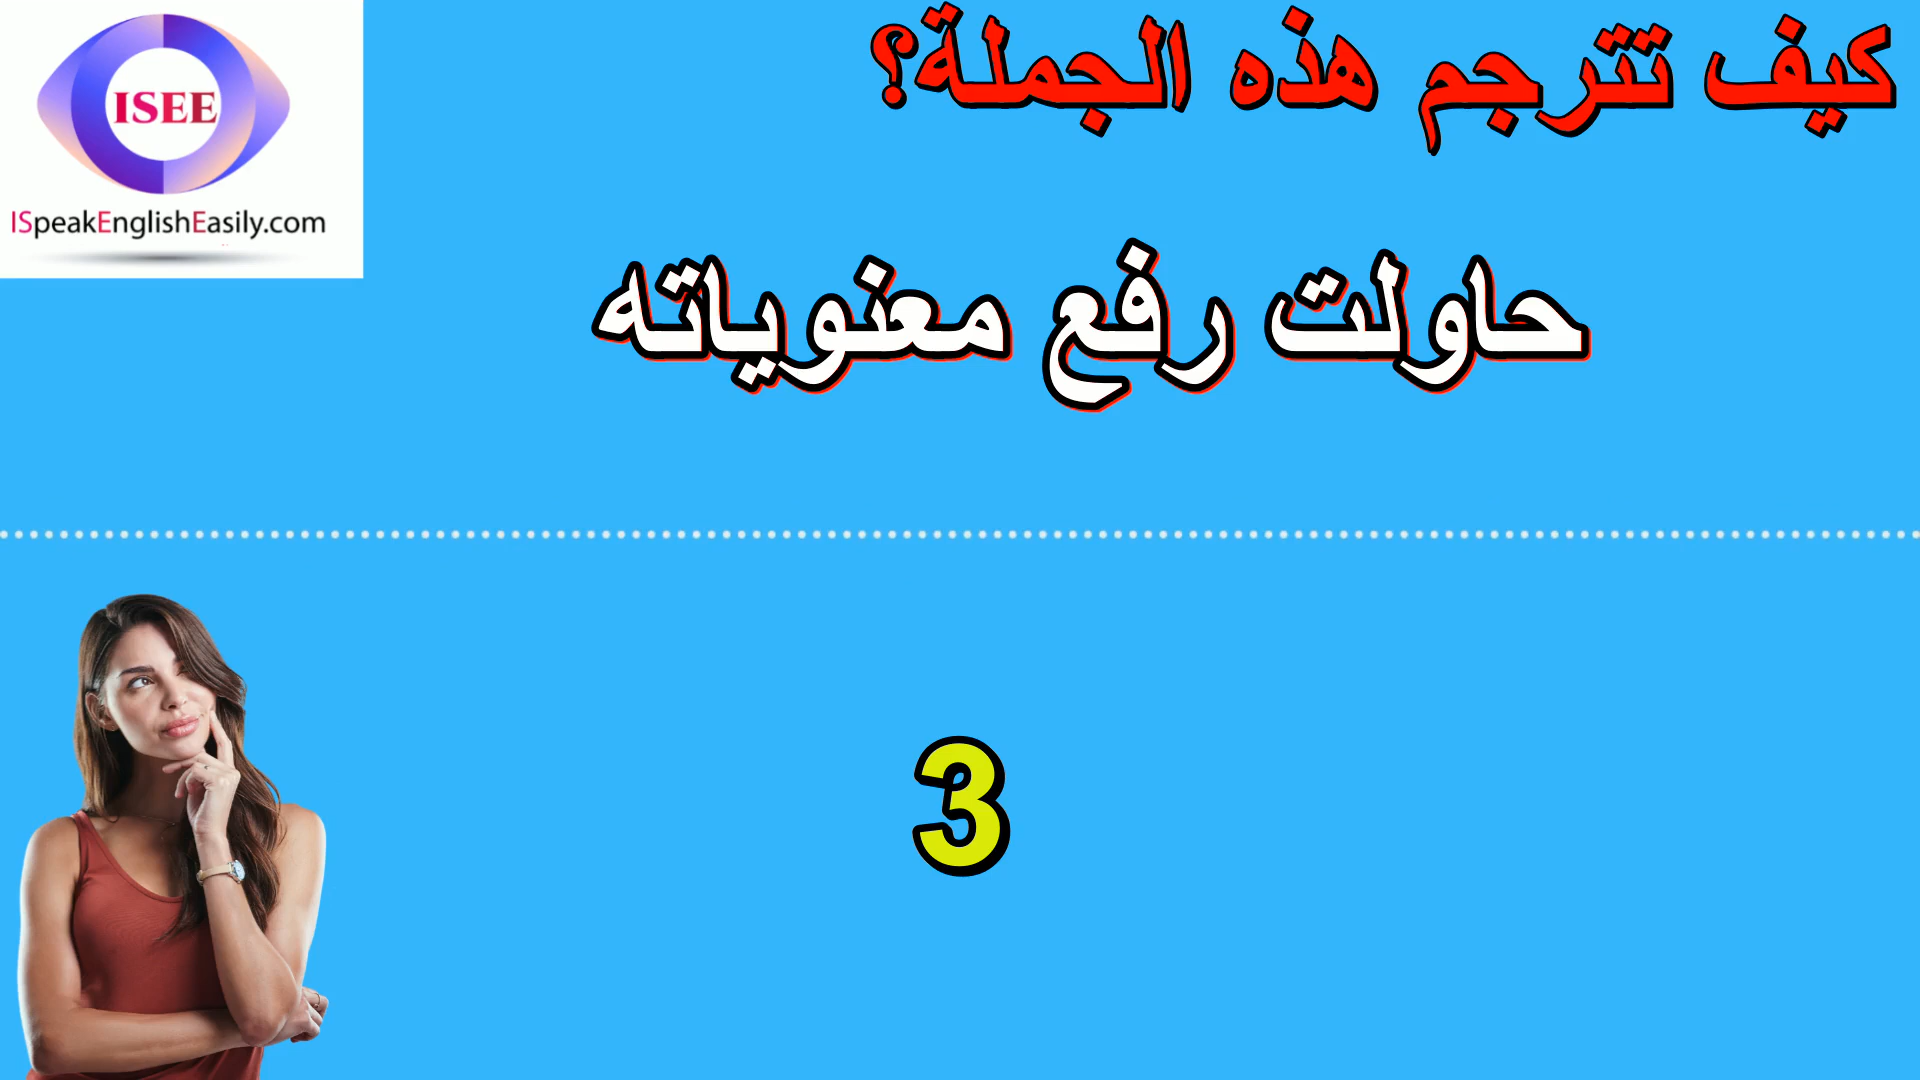 كيف تترجم هذه الجملة؟
ISEE
ISpeakEnglishEasily.com
حاولت رفع معنوياته
3